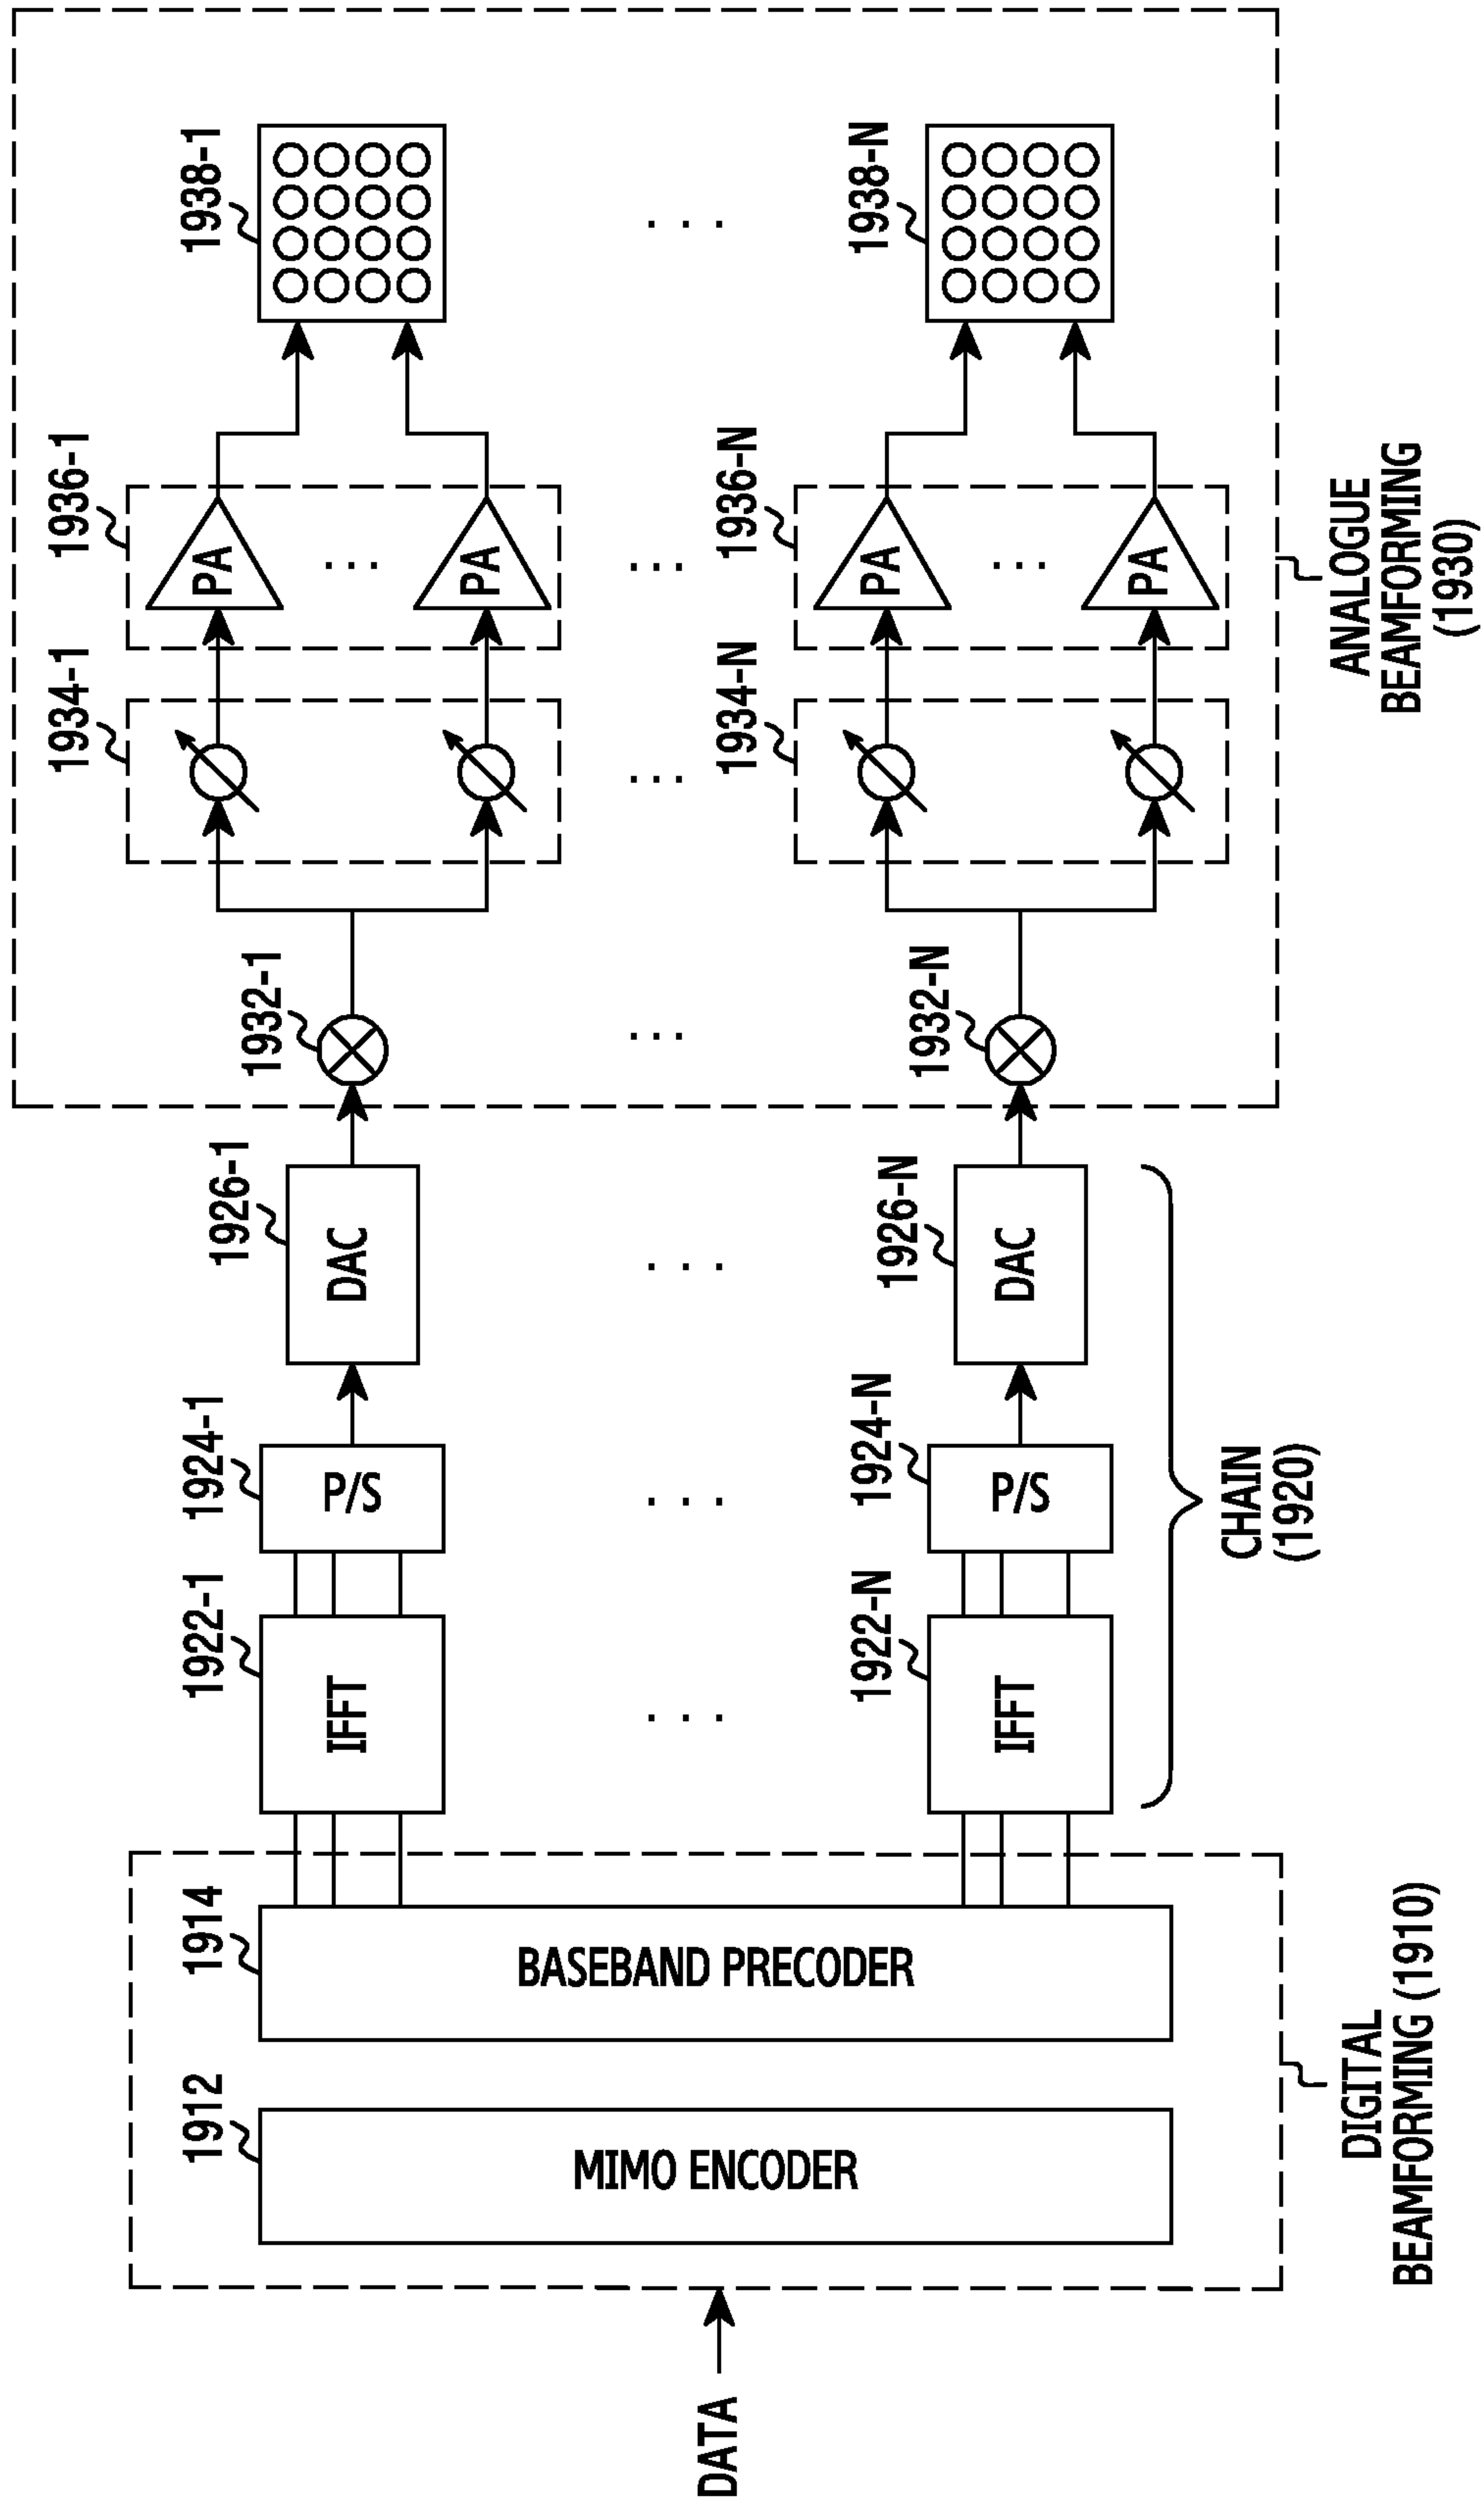 DATA
1912
MIMO ENCODER
1914
BASEBAND PRECODER
DIGITAL
BEAMFORMING (1910)
1922-1
IFFT
1924-1
P/S
1926-1
DAC
. . .
. . .
. . .
1922-N
IFFT
1924-N
P/S
1926-N
DAC
CHAIN
(1920)
1932-1
1934-1
1936-1
PA
. . .
PA
1938-1
. . .
. . .
. . .
. . .
1932-N
1934-N
1936-N
PA
. . .
PA
1938-N
ANALOGUE
BEAMFORMING
(1930)